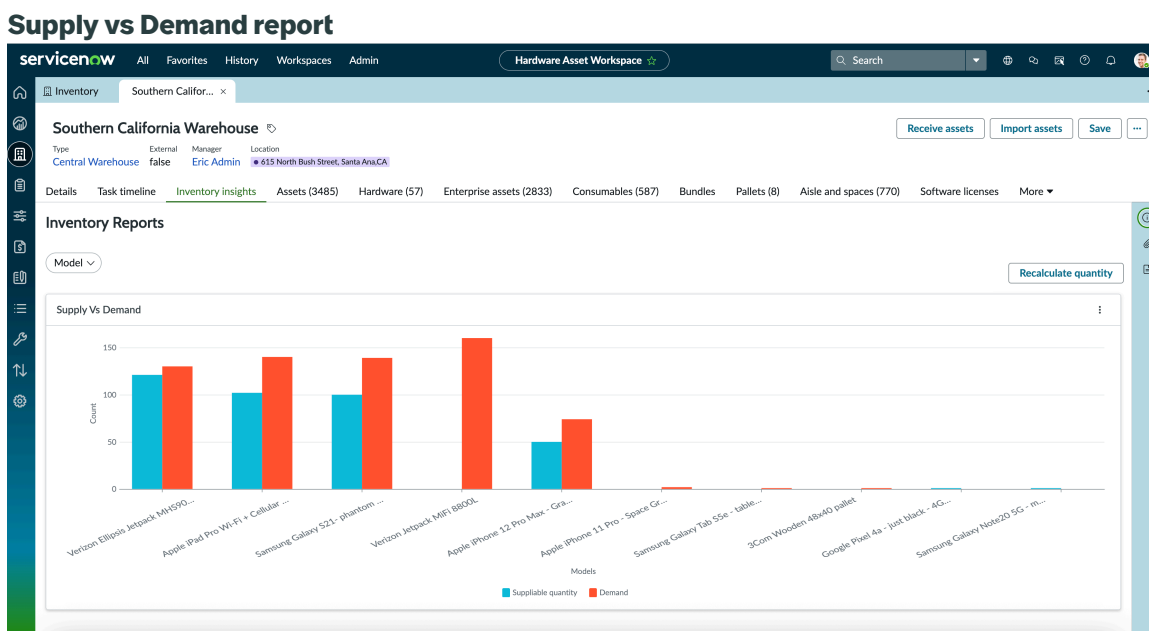 Supply vs Demand report
servicenow All Favorites History Workspaces Admin Hardware Asset Workspace Search
Inventory Southern Califor... ×
Southern California Warehouse
Receive assets Import assets Save
Type External Manager Location
Central Warehouse false Eric Admin 615 North Bush Street, Santa Ana,CA
Details Task timeline Inventory insights Assets (3485) Hardware (57) Enterprise assets (2833) Consumables (587) Bundles Pallets (8) Aisle and spaces (770) Software licenses More
Inventory Reports
Model
Recalculate quantity
Supply Vs Demand
150
100
50
0
Count
Verizon Ellipsis Jetpack MHS90...
Apple iPad Pro Wi-Fi + Cellular ...
Samsung Galaxy S21- phantom ...
Verizon Jetpack MiFi 8800L
Apple iPhone 12 Pro Max - Gra...
Apple iPhone 11 Pro - Space Gr...
Samsung Galaxy Tab S5e - table...
3Com Wooden 48x40 pallet
Google Pixel 4a - just black - 4G...
Samsung Galaxy Note20 5G - m...
Models
Suppliable quantity Demand